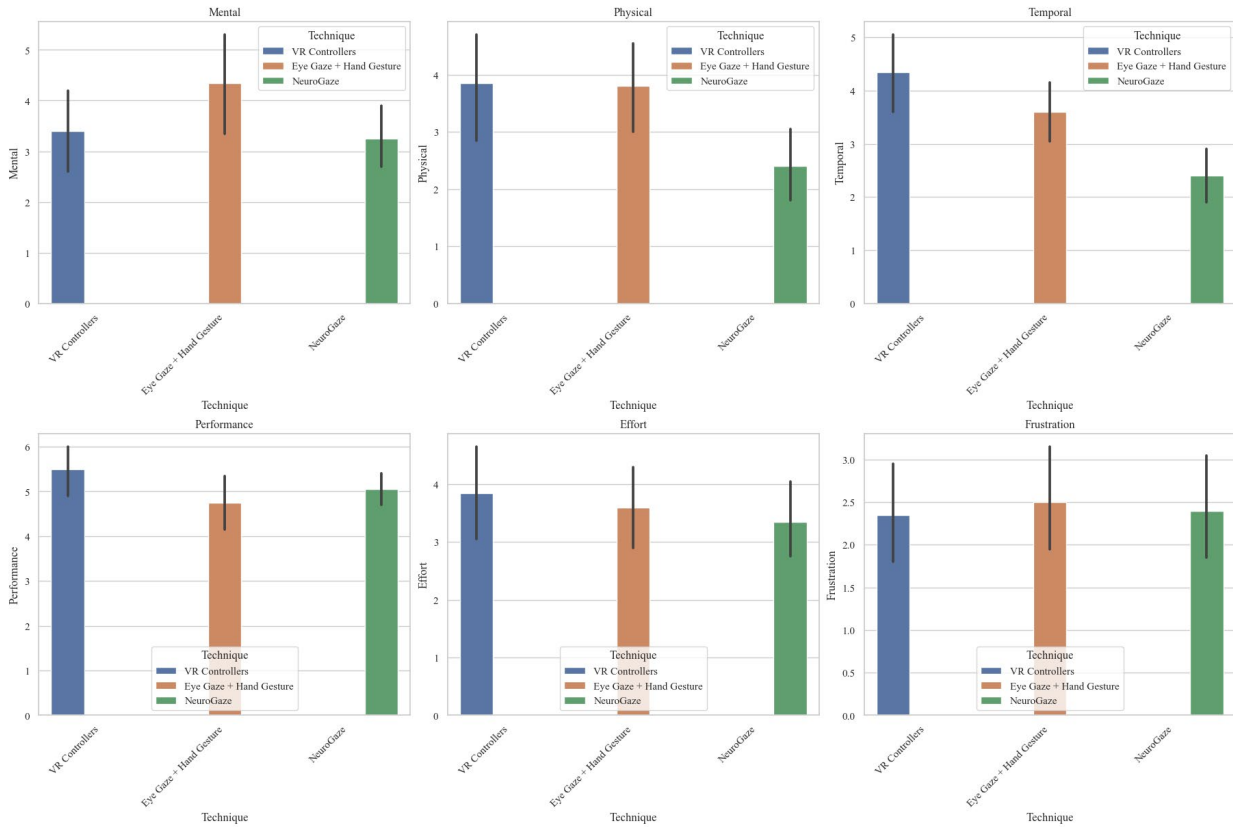 Mental
Mental
5
4
3
2
1
0
Technique
VR Controllers
Eye Gaze + Hand Gesture
NeuroGaze
VR Controllers
Eye Gaze + Hand Gesture
NeuroGaze
Technique
Physical
Physical
4
3
2
1
0
Technique
VR Controllers
Eye Gaze + Hand Gesture
NeuroGaze
VR Controllers
Eye Gaze + Hand Gesture
NeuroGaze
Technique
Temporal
Temporal
5
4
3
2
1
0
Technique
VR Controllers
Eye Gaze + Hand Gesture
NeuroGaze
VR Controllers
Eye Gaze + Hand Gesture
NeuroGaze
Technique
Performance
Performance
6
5
4
3
2
1
0
Technique
VR Controllers
Eye Gaze + Hand Gesture
NeuroGaze
VR Controllers
Eye Gaze + Hand Gesture
NeuroGaze
Technique
Effort
Effort
4
3
2
1
0
Technique
VR Controllers
Eye Gaze + Hand Gesture
NeuroGaze
VR Controllers
Eye Gaze + Hand Gesture
NeuroGaze
Technique
Frustration
Frustration
3.0
2.5
2.0
1.5
1.0
0.5
0.0
Technique
VR Controllers
Eye Gaze + Hand Gesture
NeuroGaze
VR Controllers
Eye Gaze + Hand Gesture
NeuroGaze
Technique